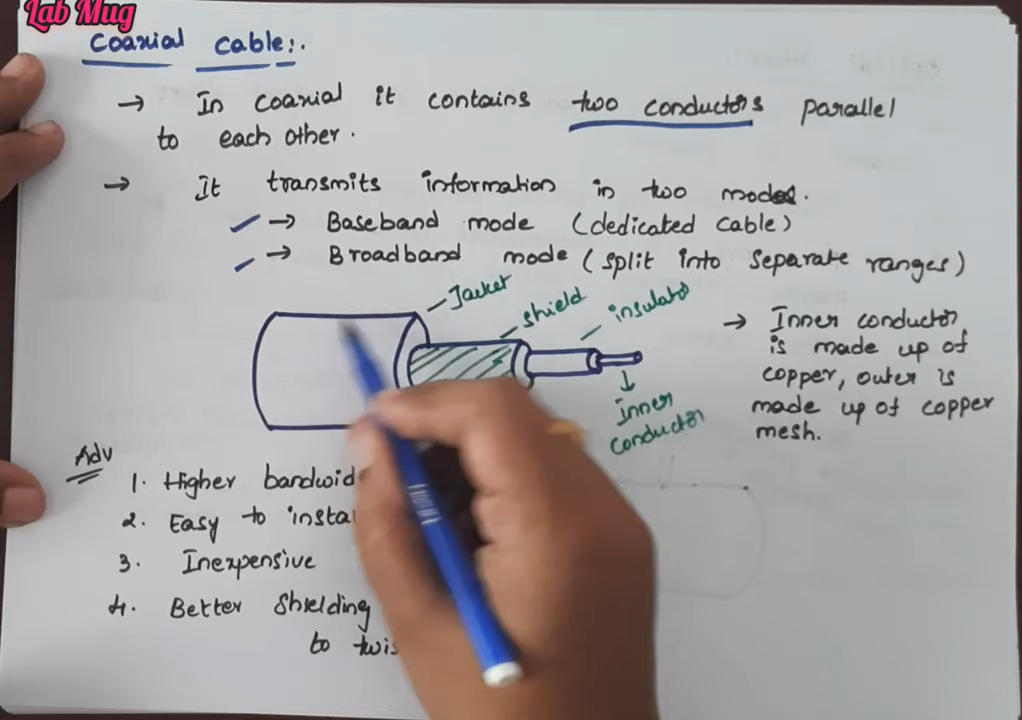 Lab Mug
Coaxial Cable:.
→ In coaxial it contains two conductors parallel
to each other.
→ It transmits information in two modes.
→ Baseband mode (dedicated cable)
→ Broadband mode (split into separate ranges)
Jacket
shield
insulator
Inner
conductor
→ Inner conductor
is made up of
copper, outer is
made up of copper
mesh.
Adv
1. Higher
2. Easy to
3. Inexpensive
4. Better Shielding
to